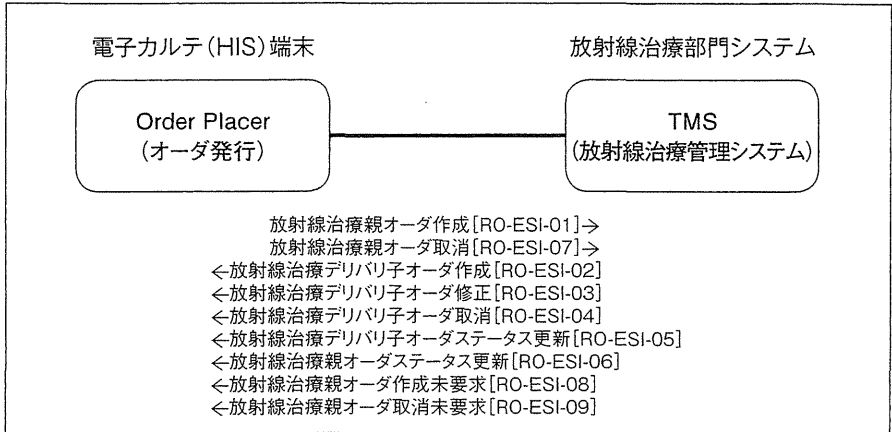 電子カルテ(HIS)端末
放射線治療部門システム
Order Placer
(オーダ発行)
TMS
(放射線治療管理システム)
放射線治療親オーダ作成[RO-ESI-01]→
放射線治療親オーダ取消[RO-ESI-07]→
←放射線治療デリバリ子オーダ作成[RO-ESI-02]
←放射線治療デリバリ子オーダ修正[RO-ESI-03]
←放射線治療デリバリ子オーダ取消[RO-ESI-04]
←放射線治療デリバリ子オーダステータス更新[RO-ESI-05]
←放射線治療親オーダステータス更新[RO-ESI-06]
←放射線治療親オーダ作成未要求[RO-ESI-08]
←放射線治療親オーダ取消未要求[RO-ESI-09]